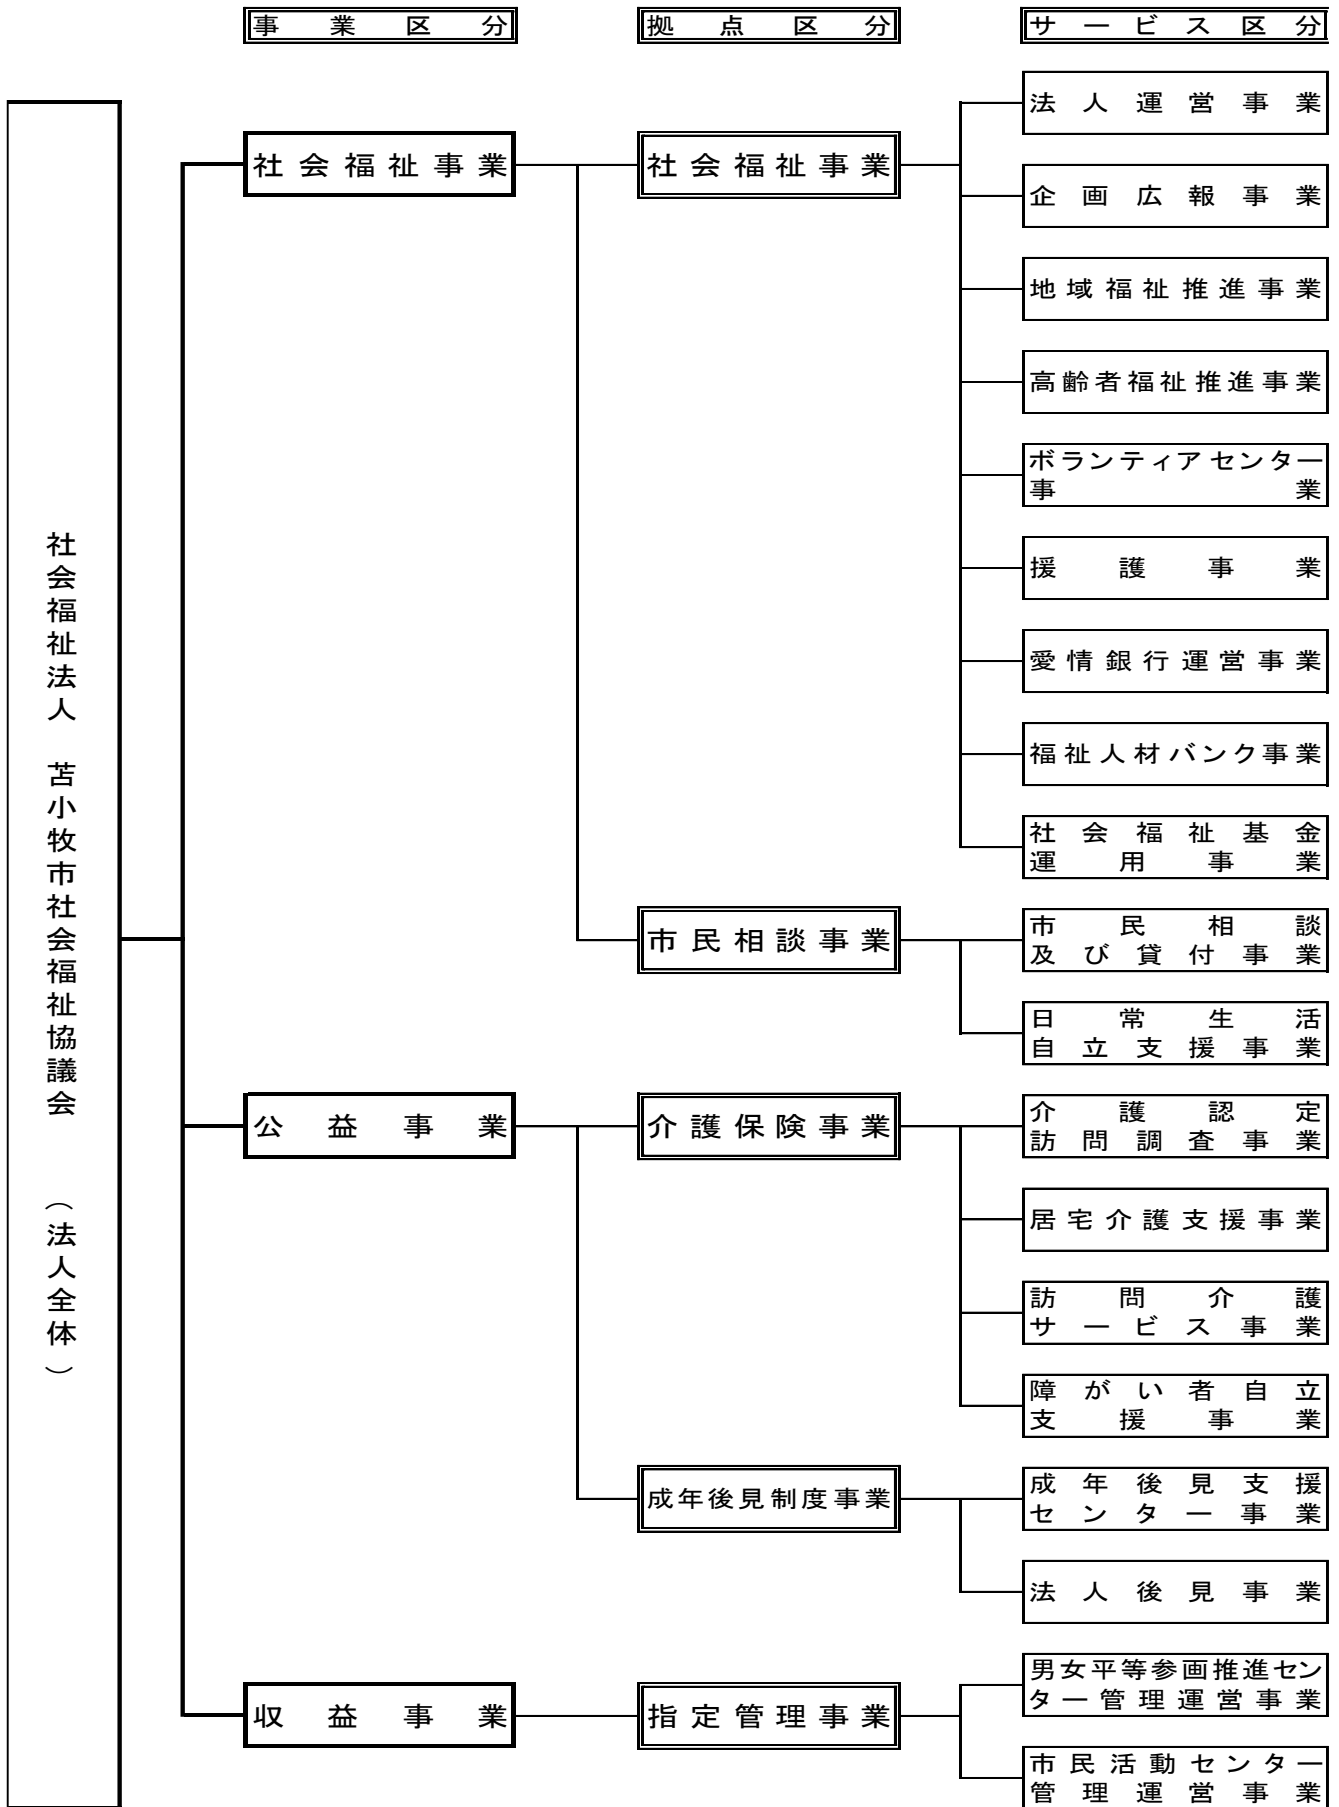 事業区分
拠点区分
サービス区分
社会福祉法人　苫小牧市社会福祉協議会　（法人全体）
社会福祉事業
社会福祉事業
法人運営事業
企画広報事業
地域福祉推進事業
高齢者福祉推進事業
ボランティアセンター
事業
援護事業
愛情銀行運営事業
福祉人材バンク事業
社会福祉基金
運用事業
市民相談事業
市民相談
及び貸付事業
日常生活
自立支援事業
公益事業
介護保険事業
介護認定
訪問調査事業
居宅介護支援事業
訪問介護
サービス事業
障がい者自立
支援事業
成年後見制度事業
成年後見支援
センター事業
法人後見事業
収益事業
指定管理事業
男女平等参画推進セン
ター管理運営事業
市民活動センター
管理運営事業